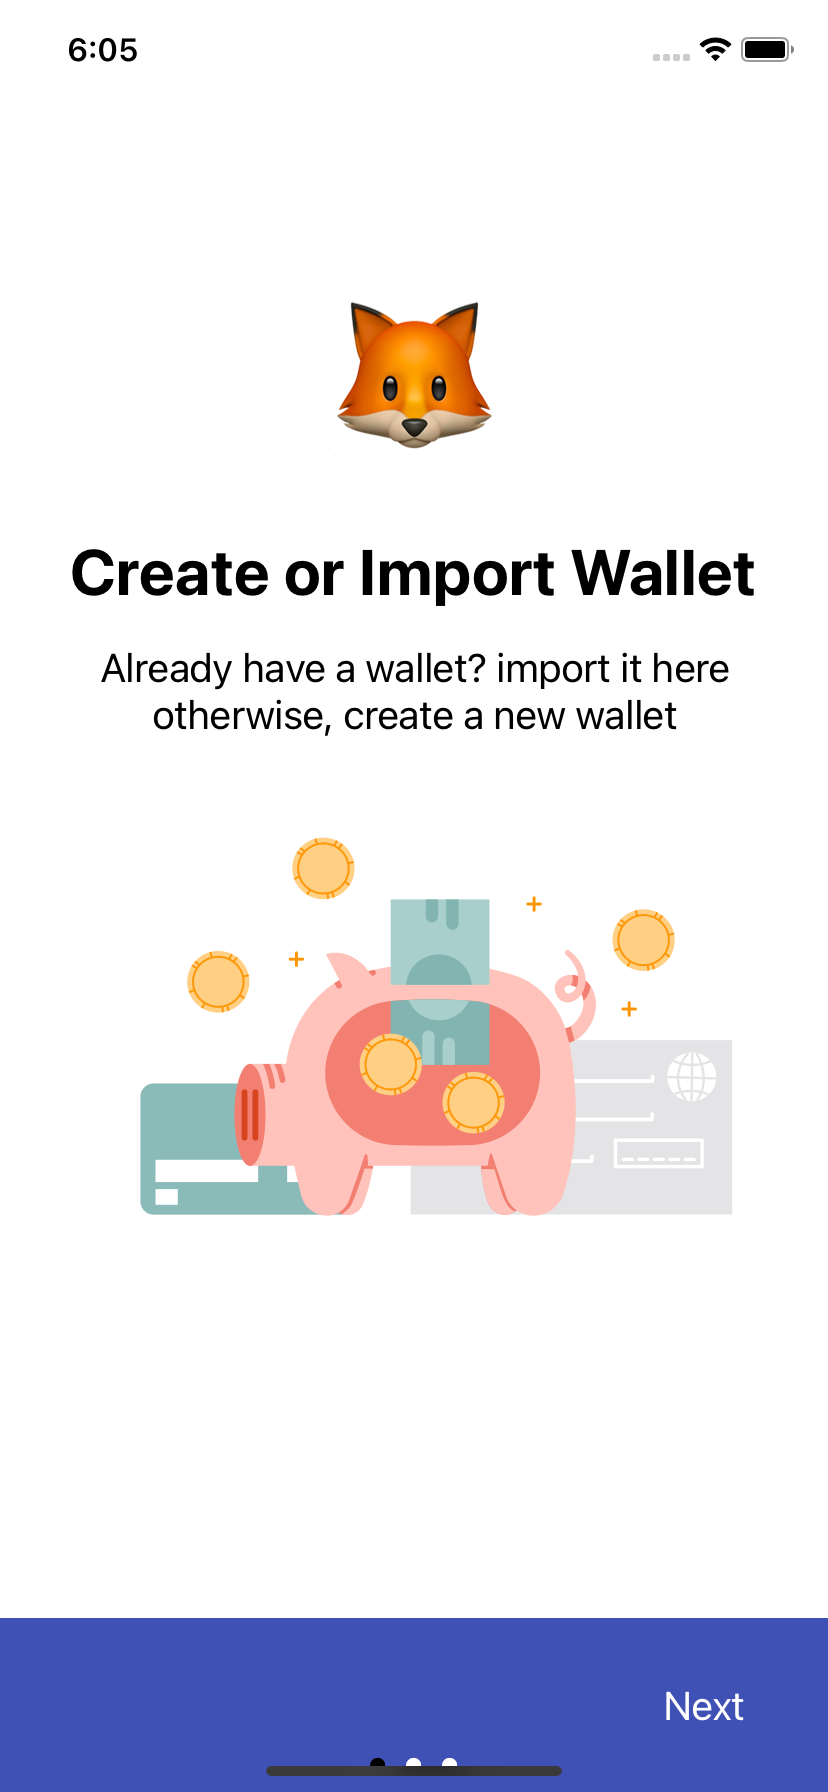 6:05
Create or Import Wallet
Already have a wallet? import it here
otherwise, create a new wallet
Next